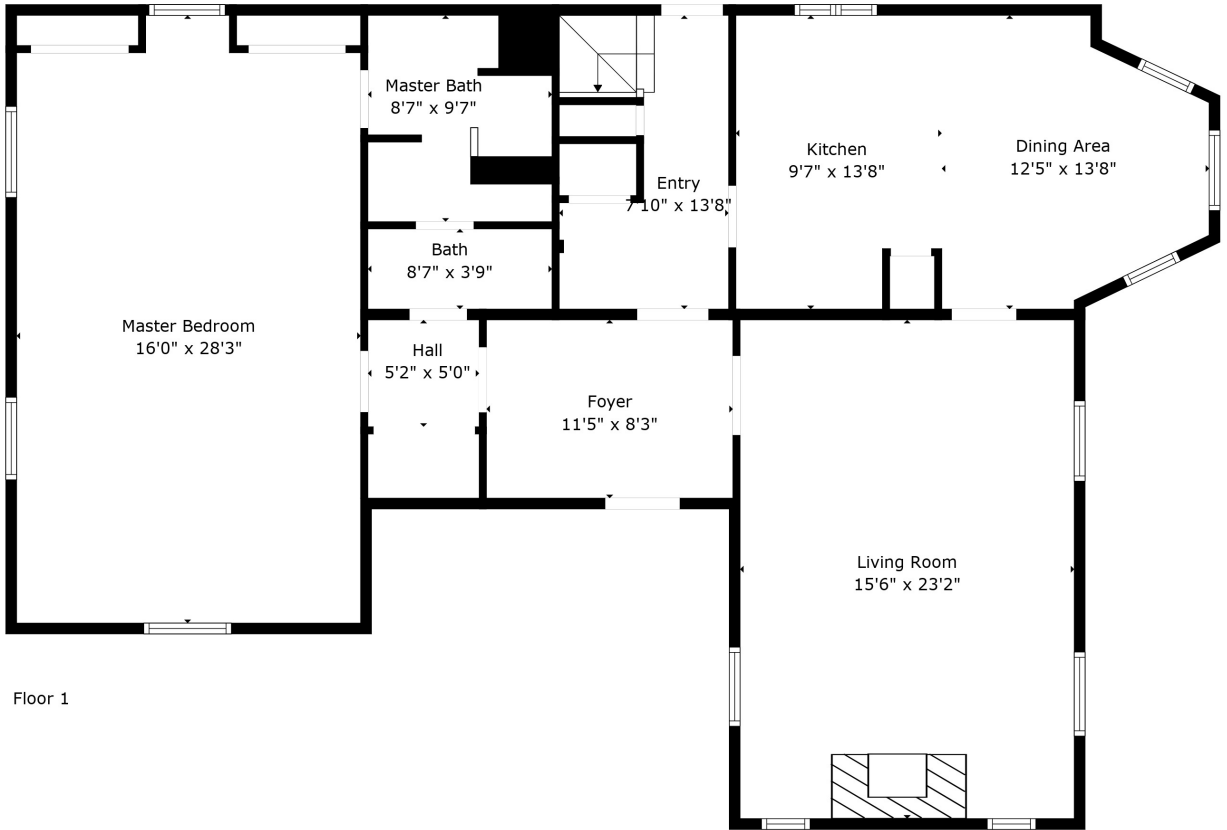 Master Bath
8'7" x 9'7"
Kitchen
9'7" x 13'8"
Dining Area
12'5" x 13'8"
Entry
7'10" x 13'8"
Bath
8'7" x 3'9"
Master Bedroom
16'0" x 28'3"
Hall
5'2" x 5'0"
Foyer
11'5" x 8'3"
Living Room
15'6" x 23'2"
Floor 1